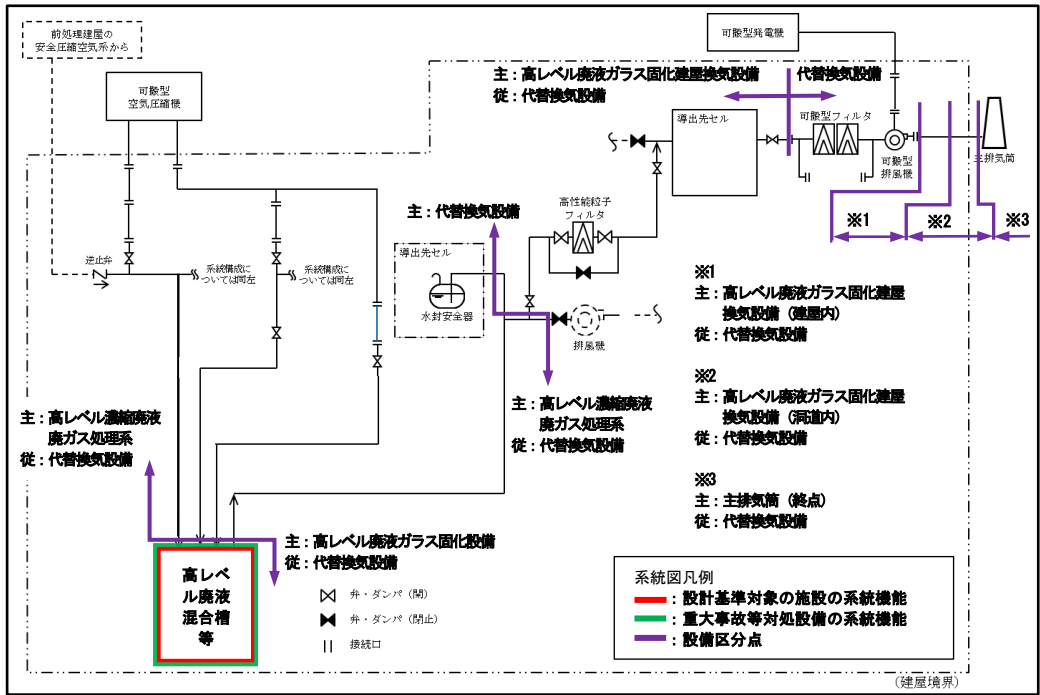 前処理建屋の
安全圧縮空気系から
可搬型発電機
主：高レベル廃液ガラス固化建屋換気設備
従：代替換気設備
代替換気設備
可搬型
空気圧縮機
導出先セル
可搬型フィルタ
可搬型
排風機
主排気筒
高性能粒子
フィルタ
主：代替換気設備
※1
※2
※3
逆止弁
系統構成に
ついては同左
系統構成に
ついては同左
導出先セル
水封安全器
排風機
※1
主：高レベル廃液ガラス固化建屋
換気設備（建屋内）
従：代替換気設備
※2
主：高レベル廃液ガラス固化建屋
換気設備（洞道内）
従：代替換気設備
※3
主：主排気筒（終点）
従：代替換気設備
主：高レベル濃縮廃液
廃ガス処理系
従：代替換気設備
主：高レベル濃縮廃液
廃ガス処理系
従：代替換気設備
主：高レベル廃液ガラス固化設備
従：代替換気設備
高レベ
ル廃液
混合槽
等
弁・ダンパ（開）
弁・ダンパ（閉止）
接続口
系統図凡例
：設計基準対象の施設の系統機能
：重大事故等対処設備の系統機能
：設備区分点
（建屋境界）